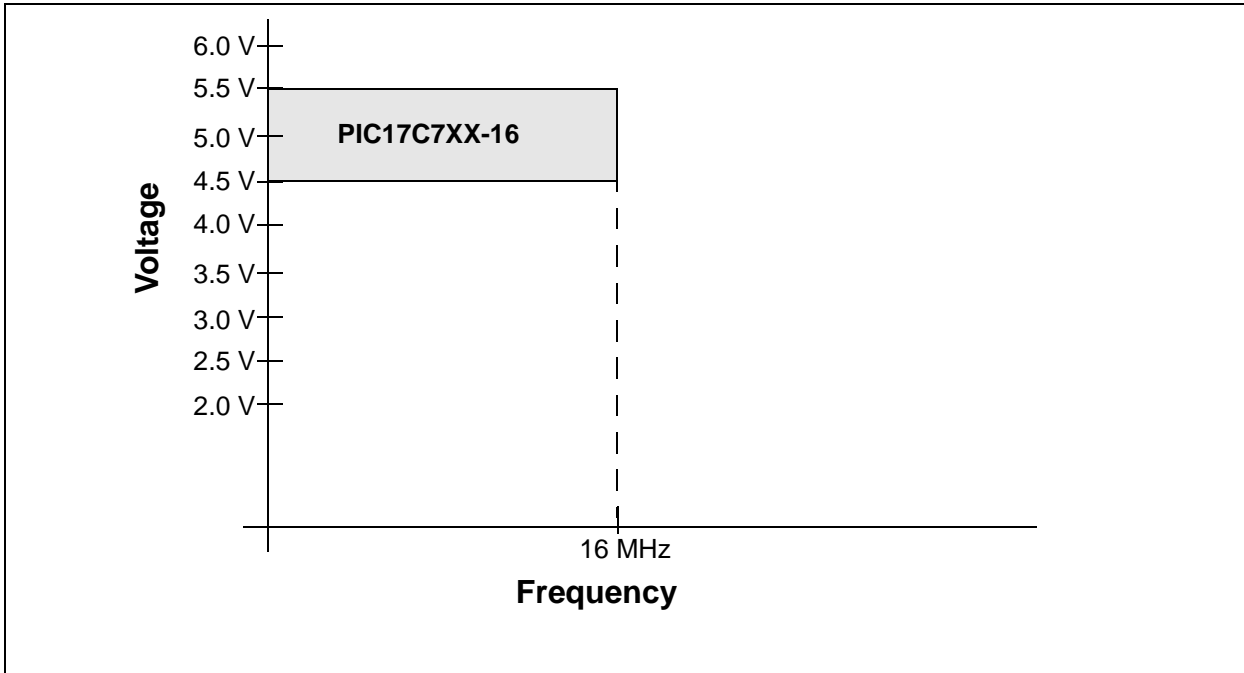 6.0 V
5.5 V
5.0 V
PIC17C7XX-16
4.5 V
4.0 V
Voltage
3.5 V
3.0 V
2.5 V
2.0 V
16 MHz
Frequency